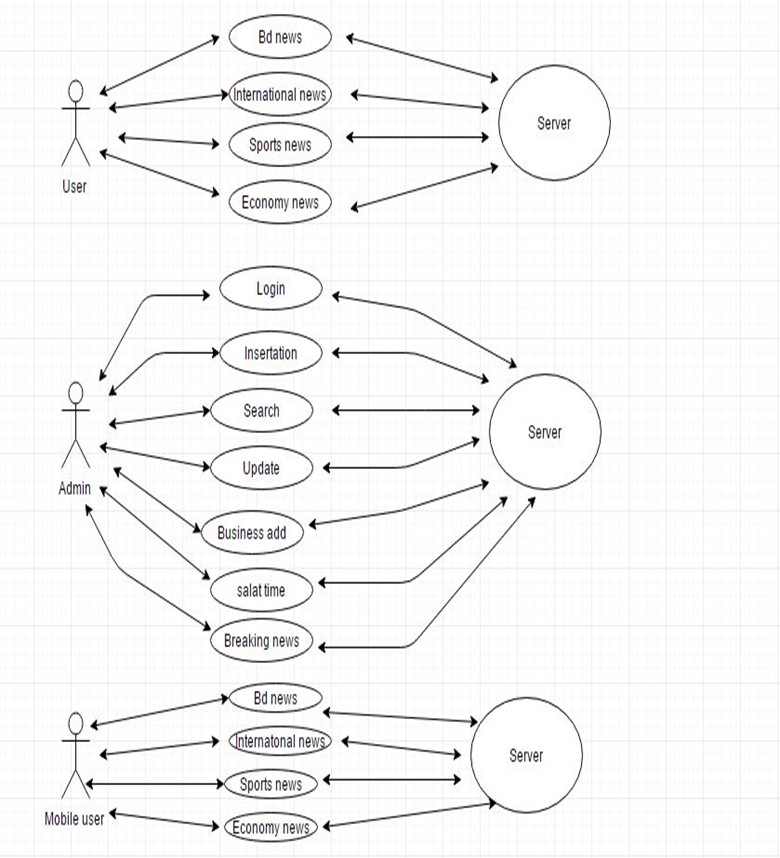 Bd news
International news
Sports news
Economy news
User
Server
Login
Insertation
Search
Update
Business add
salat time
Breaking news
Admin
Server
Bd news
Internatonal news
Sports news
Economy news
Mobile user
Server